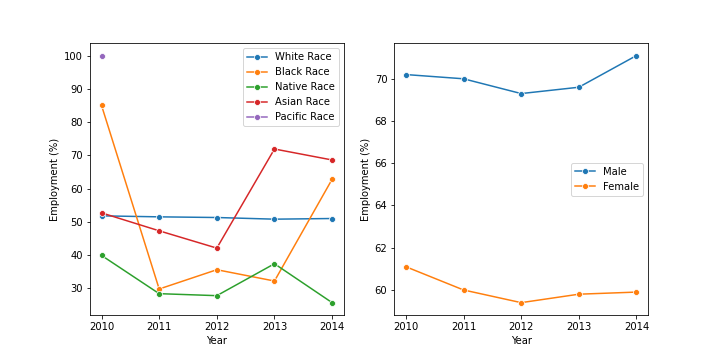 100
90
80
70
60
50
40
30
Employment (%)
2010 2011 2012 2013 2014
Year
White Race
Black Race
Native Race
Asian Race
Pacific Race
70
68
66
64
62
60
Employment (%)
2010 2011 2012 2013 2014
Year
Male
Female